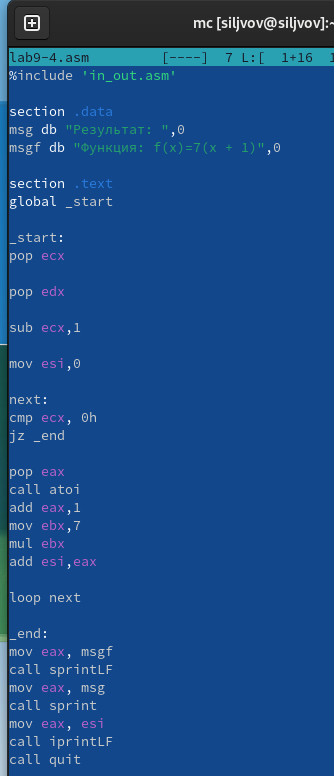 mc [siljvov@siljvov]:~
lab9-4.asm [----] 7 L:[ 1+16 1
%include 'in_out.asm'
section .data
msg db "Результат: ",0
msgf db "Функция: f(x)=7(x + 1)",0
section .text
global _start
_start:
pop ecx
pop edx
sub ecx,1
mov esi,0
next:
cmp ecx, 0h
jz _end
pop eax
call atoi
add eax,1
mov ebx,7
mul ebx
add esi,eax
loop next
_end:
mov eax, msgf
call sprintLF
mov eax, msg
call sprint
mov eax, esi
call iprintLF
call quit